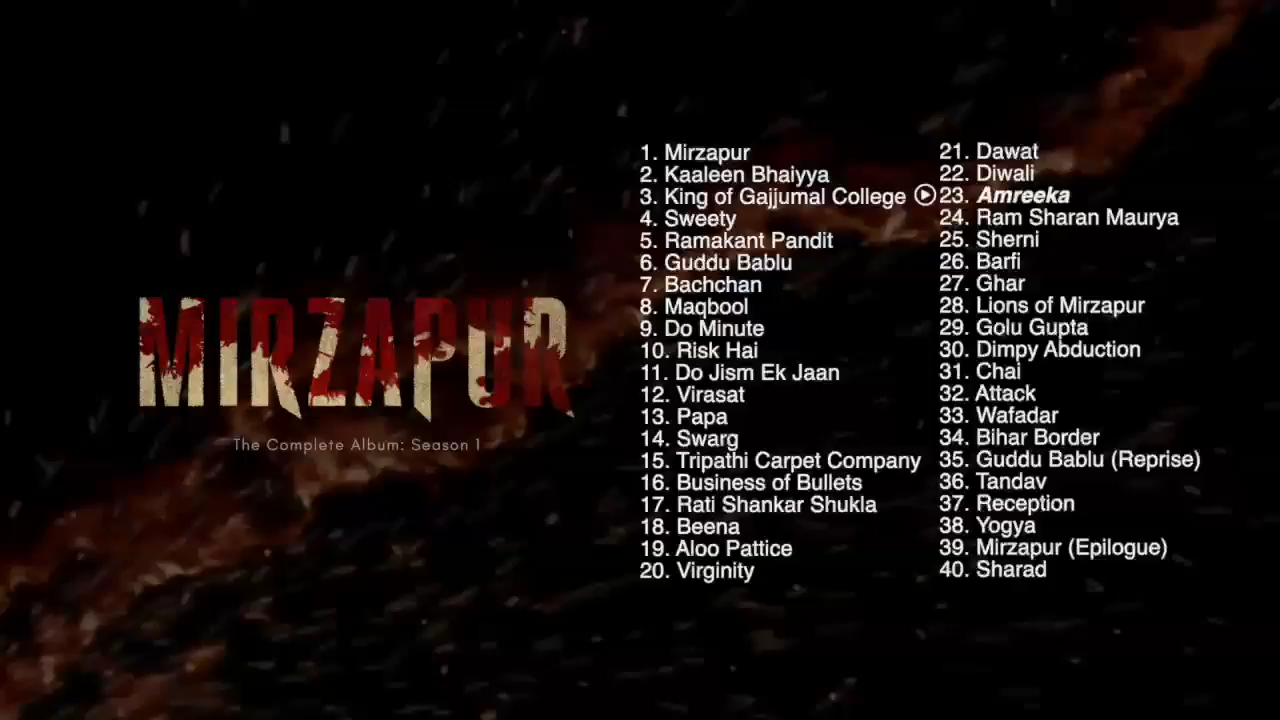 MIRZAPUR
The Complete Album: Season 1
1. Mirzapur
2. Kaaleen Bhaiyya
3. King of Gajjumal College
4. Sweety
5. Ramakant Pandit
6. Guddu Bablu
7. Bachchan
8. Maqbool
9. Do Minute
10. Risk Hai
11. Do Jism Ek Jaan
12. Virasat
13. Papa
14. Swarg
15. Tripathi Carpet Company
16. Business of Bullets
17. Rati Shankar Shukla
18. Beena
19. Aloo Pattice
20. Virginity
21. Dawat
22. Diwali
23. Amreeka
24. Ram Sharan Maurya
25. Sherni
26. Barfi
27. Ghar
28. Lions of Mirzapur
29. Golu Gupta
30. Dimpy Abduction
31. Chai
32. Attack
33. Wafadar
34. Bihar Border
35. Guddu Bablu (Reprise)
36. Tandav
37. Reception
38. Yogya
39. Mirzapur (Epilogue)
40. Sharad